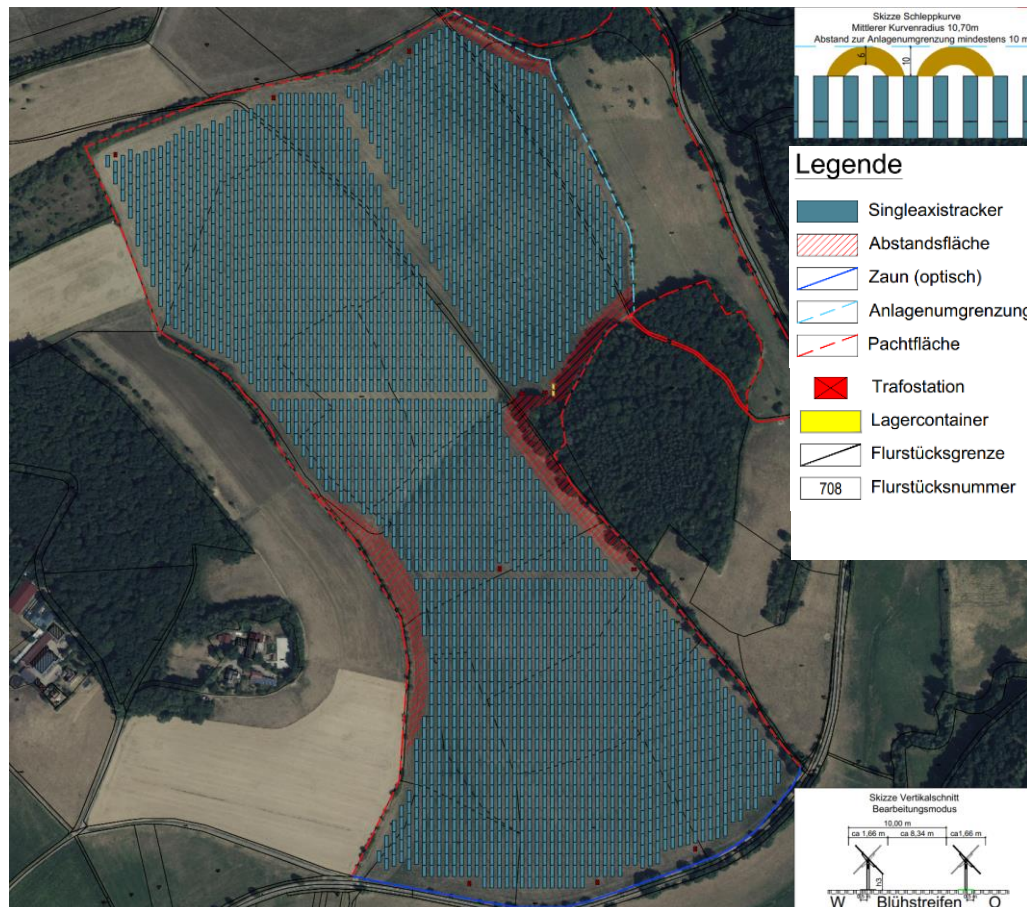 Skizze Schleppkurve
Mittlerer Kurvenradius 10,70m
Abstand zur Anlagenumgrenzung mindestens 10 m
6
10
Legende
Singleaxistracker
Abstandsfläche
Zaun (optisch)
Anlagenumgrenzung
Pachtfläche
Trafostation
Lagercontainer
Flurstücksgrenze
708 Flurstücksnummer
Skizze Vertikalschnitt
Bearbeitungsmodus
10,00 m
ca 1,66 m ca 8,34 m ca1,66 m
h3
W Blühstreifen O